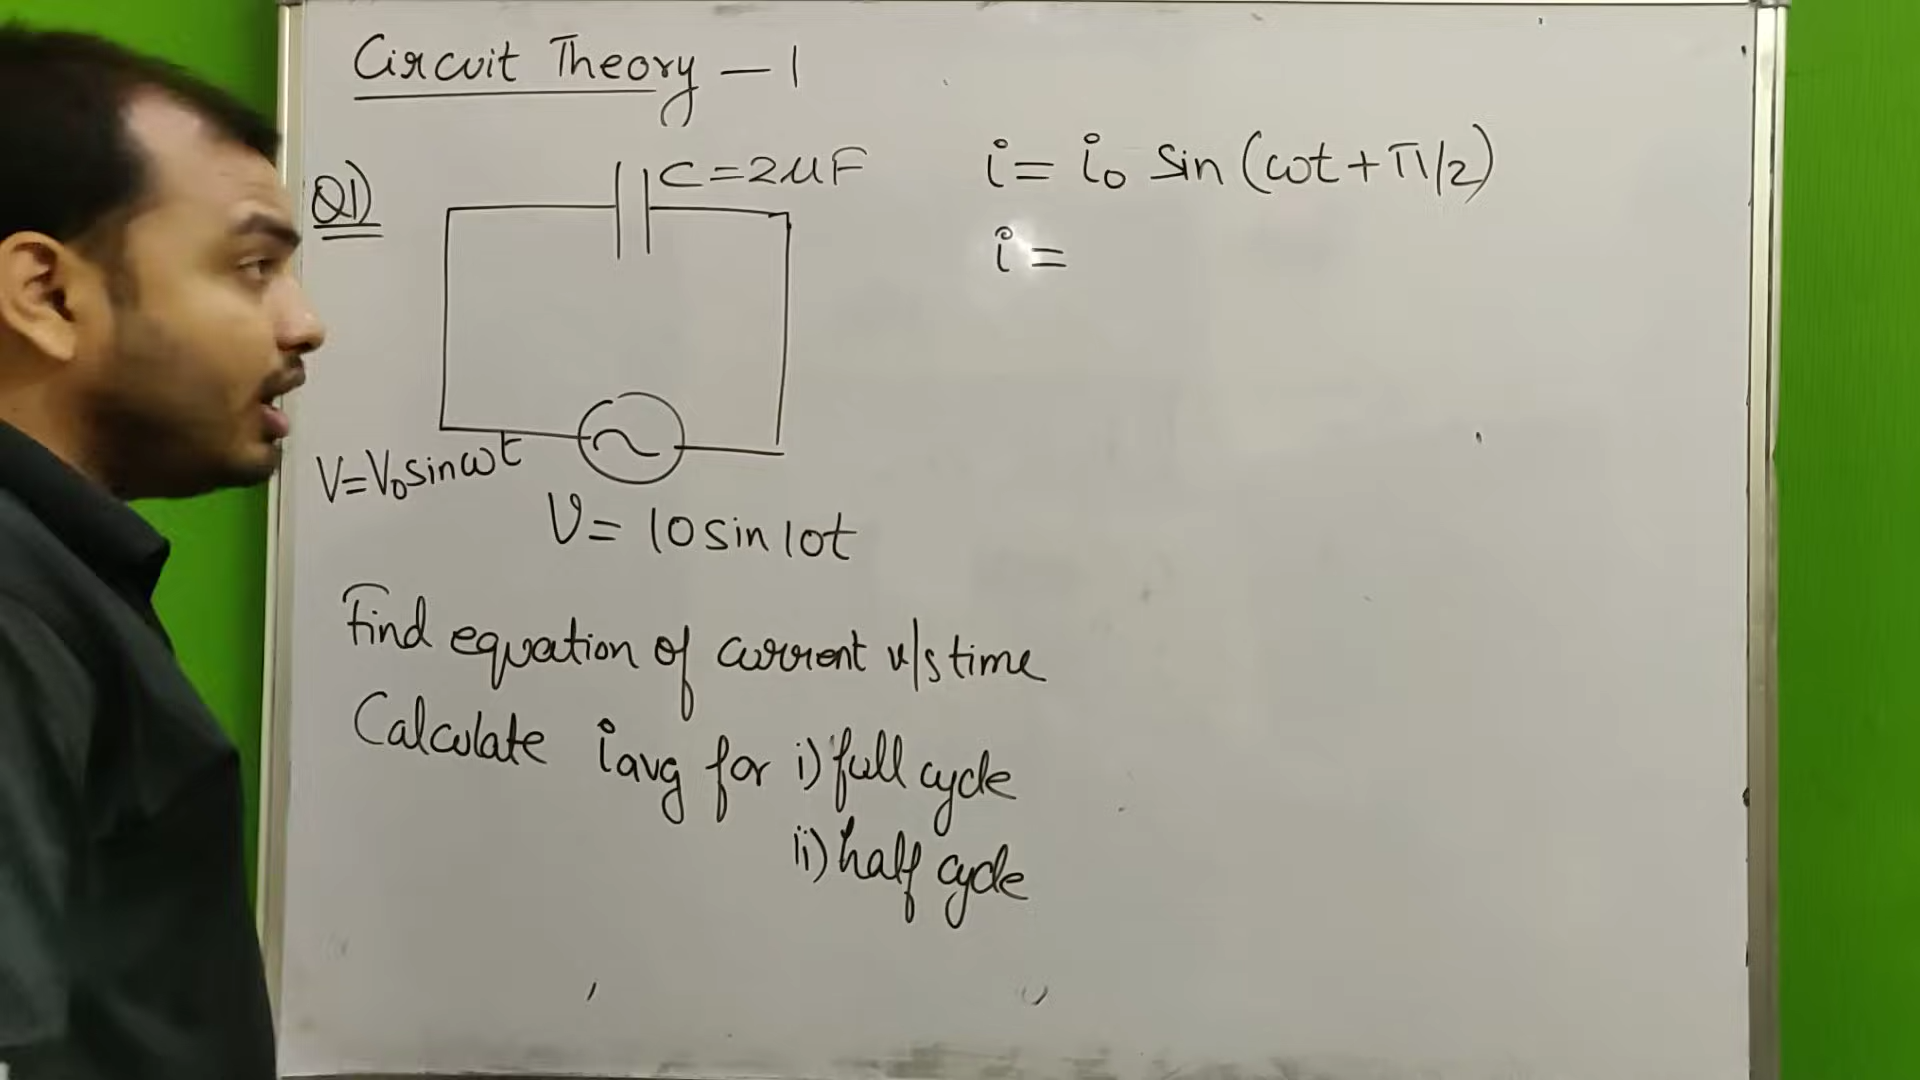 Circuit Theory – 1
Q1)
C=2µF
V=V₀sinωt
V= 10sin10t
Find equation of current v/s time
Calculate iavg for i) full cycle
ii) half cycle
i= i₀ sin (ωt+π/2)
i=